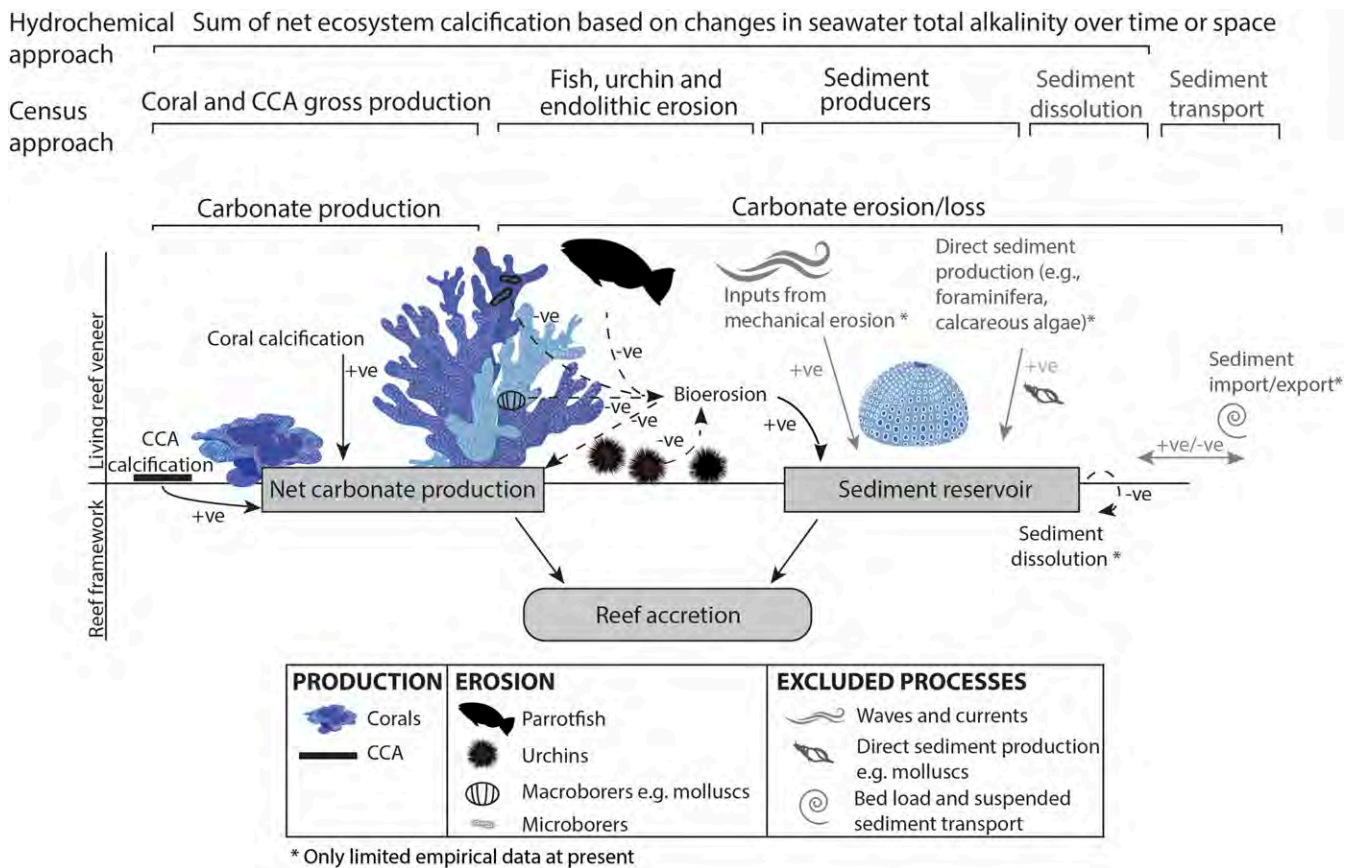 Hydrochemical approach
Sum of net ecosystem calcification based on changes in seawater total alkalinity over time or space
Census approach
Coral and CCA gross production
Fish, urchin and
endolithic erosion
Sediment
producers
Sediment
dissolution
Sediment
transport
Carbonate production
Carbonate erosion/loss
Living reef veneer
Reef framework
CCA
calcification
+ve
Coral calcification
+ve
-ve
-ve
-ve
-ve
-ve
-ve
Bioerosion
+ve
Inputs from
mechanical erosion *
+ve
Direct sediment
production (e.g.,
foraminifera,
calcareous algae)*
+ve
Sediment
import/export*
+ve/-ve
Net carbonate production
Sediment reservoir
-ve
Sediment
dissolution *
Reef accretion
PRODUCTION
Corals
CCA
EROSION
Parrotfish
Urchins
Macroborers e.g. molluscs
Microborers
EXCLUDED PROCESSES
Waves and currents
Direct sediment production
e.g. molluscs
Bed load and suspended
sediment transport
* Only limited empirical data at present